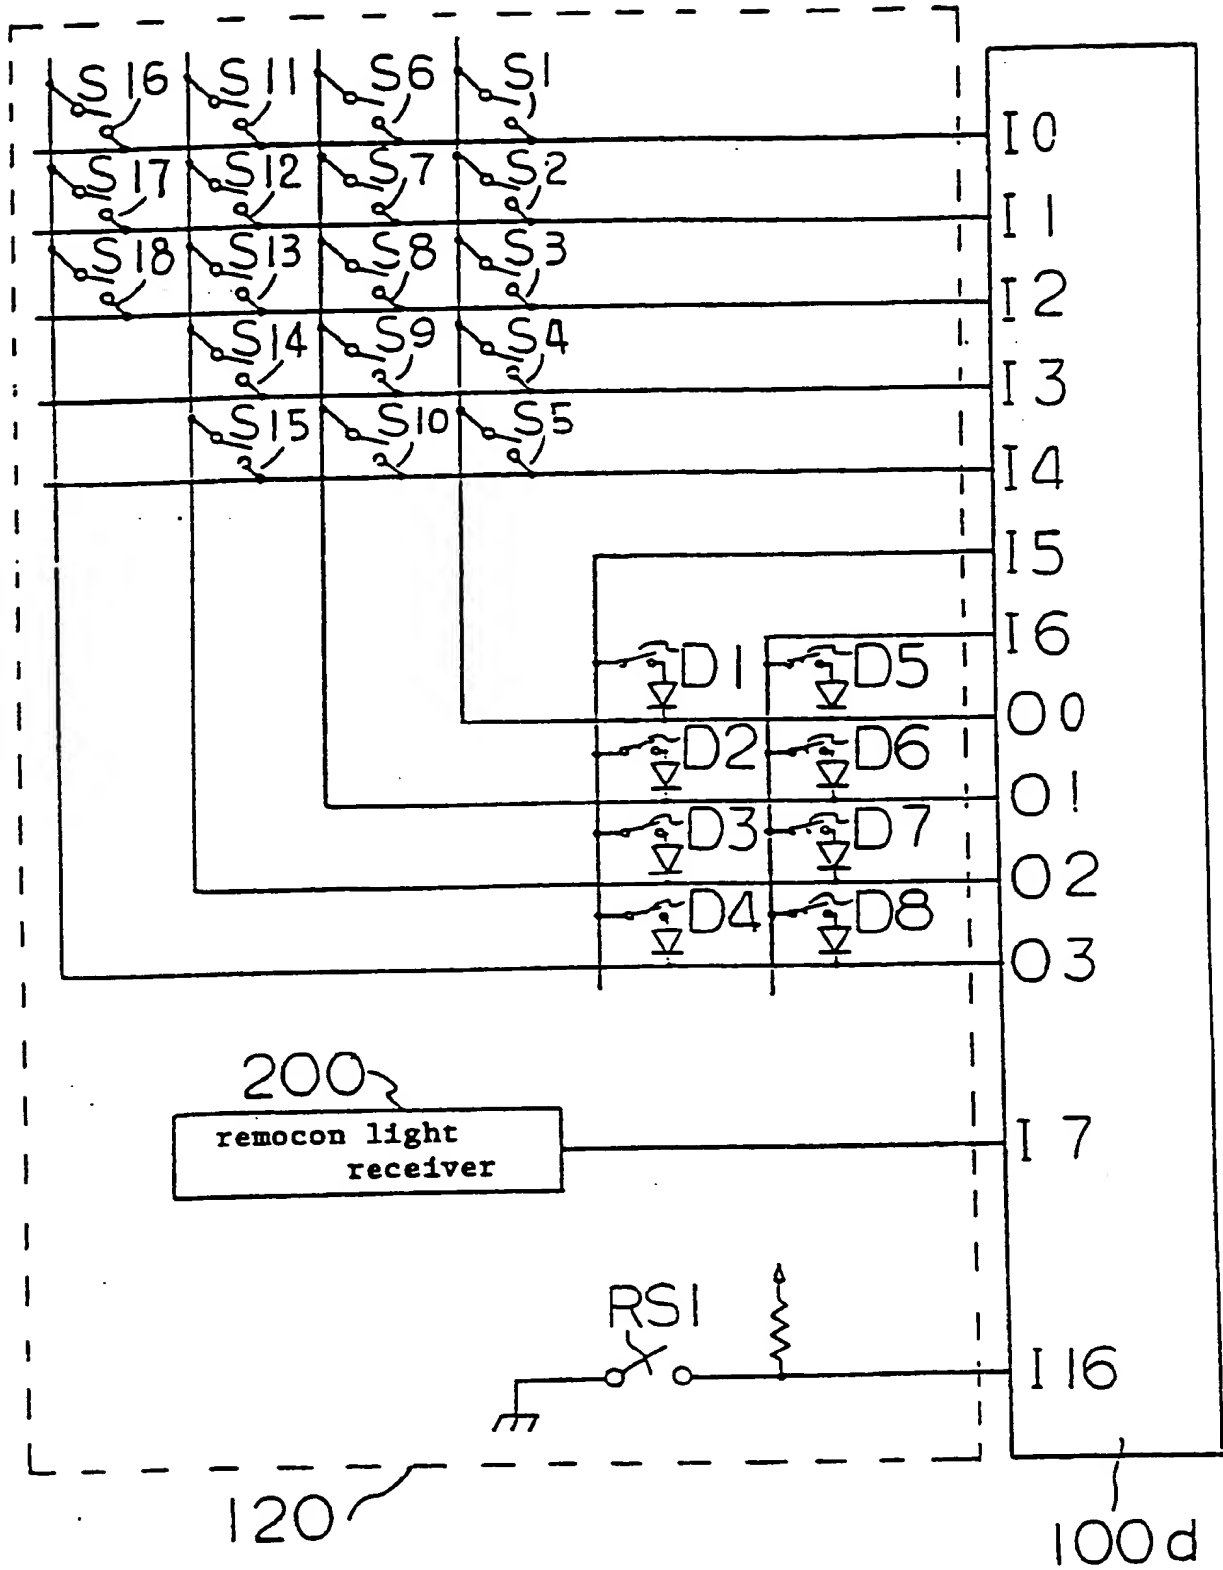 S16 S11 S6 S1
I0
S17 S12 S7 S2
I1
S18 S13 S8 S3
I2
S14 S9 S4
I3
S15 S10 S5
I4
I5
I6
D1 D5
O0
D2 D6
O1
D3 D7
O2
D4 D8
O3
200
remocon light
receiver
I7
RS1
I16
120
100d